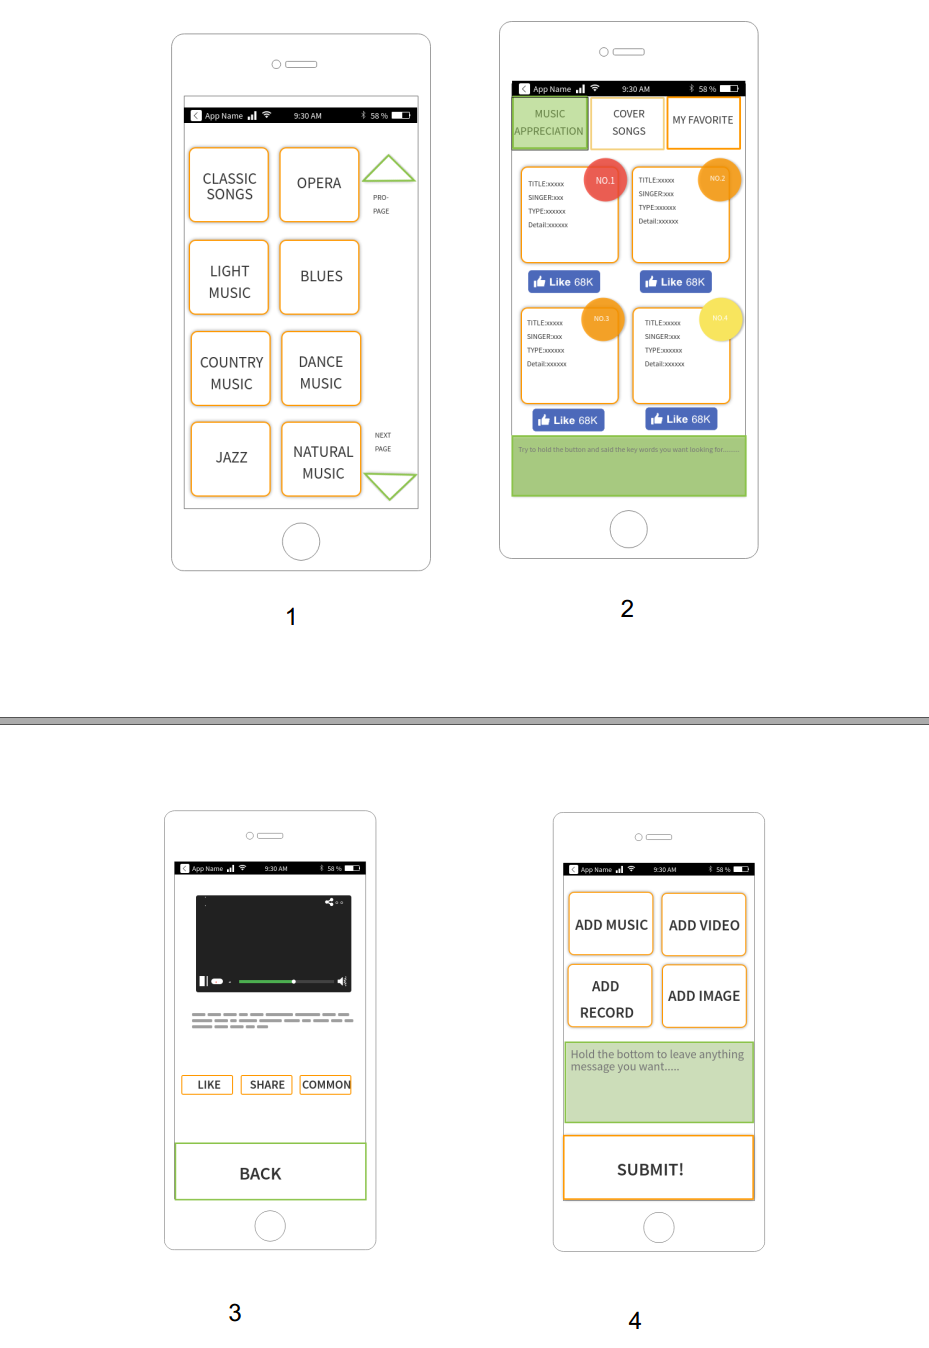 App Name 9:30 AM 58 %
CLASSIC
SONGS
OPERA
PRO-
PAGE
LIGHT
MUSIC
BLUES
COUNTRY
MUSIC
DANCE
MUSIC
JAZZ
NATURAL
MUSIC
NEXT
PAGE
1
App Name 9:30 AM 58 %
MUSIC
APPRECIATION
COVER
SONGS
MY FAVORITE
TITLE:xxxxx
SINGER:xxx
TYPE:xxxxxx
Detail:xxxxxx
NO.1
TITLE:xxxxx
SINGER:xxx
TYPE:xxxxxx
Detail:xxxxxx
NO.2
Like 68K
Like 68K
TITLE:xxxxx
SINGER:xxx
TYPE:xxxxxx
Detail:xxxxxx
NO.3
TITLE:xxxxx
SINGER:xxx
TYPE:xxxxxx
Detail:xxxxxx
NO.4
Like 68K
Like 68K
Try to hold the button and said the key words you want looking for........
2
App Name 9:30 AM 58 %
LIKE
SHARE
COMMON
BACK
3
App Name 9:30 AM 58 %
ADD MUSIC
ADD VIDEO
ADD
RECORD
ADD IMAGE
Hold the bottom to leave anything
message you want.....
SUBMIT!
4